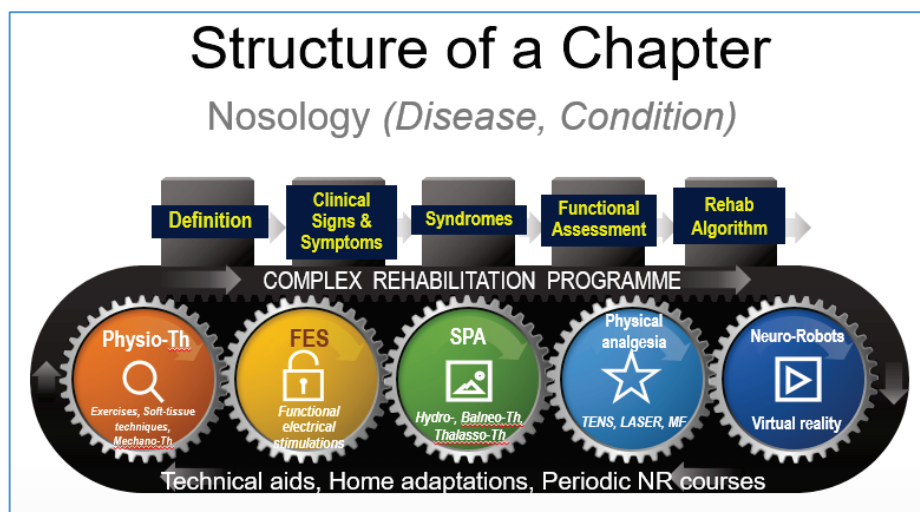 Structure of a Chapter
Nosology (Disease, Condition)
Definition
Clinical
Signs &
Symptoms
Syndromes
Functional
Assessment
Rehab
Algorithm
COMPLEX REHABILITATION PROGRAMME
Physio-Th
Exercises, Soft-tissue
techniques,
Mechano-Th
FES
Functional
electrical
stimulations
SPA
Hydro-, Balneo-Th,
Thalasso-Th
Physical
analgesia
TENS, LASER, MF
Neuro-Robots
Virtual reality
Technical aids, Home adaptations, Periodic NR courses